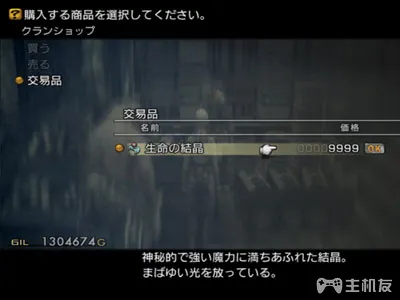 購入する商品を選択してください。
クランショップ
買う
売る
交易品
交易品
名前 価格
生命の結晶 00009999 OK
GIL 1304674G
神秘的で強い魔力に満ちあふれた結晶。
まばゆい光を放っている。
主机友